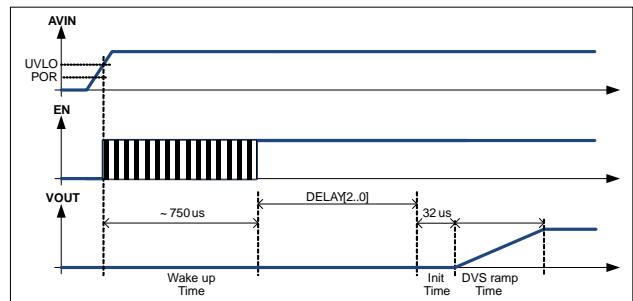 AVIN
UVLO
POR
EN
VOUT
~ 750 us
DELAY[2..0]
32 us
Wake up
Time
Init
Time
DVS ramp
Time